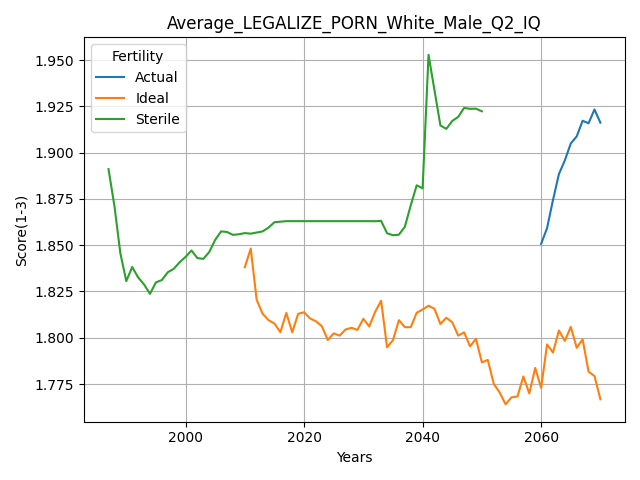 Average_LEGALIZE_PORN_White_Male_Q2_IQ
Fertility
Actual
Ideal
Sterile
Score(1-3)
1.950
1.925
1.900
1.875
1.850
1.825
1.800
1.775
2000
2020
2040
2060
Years